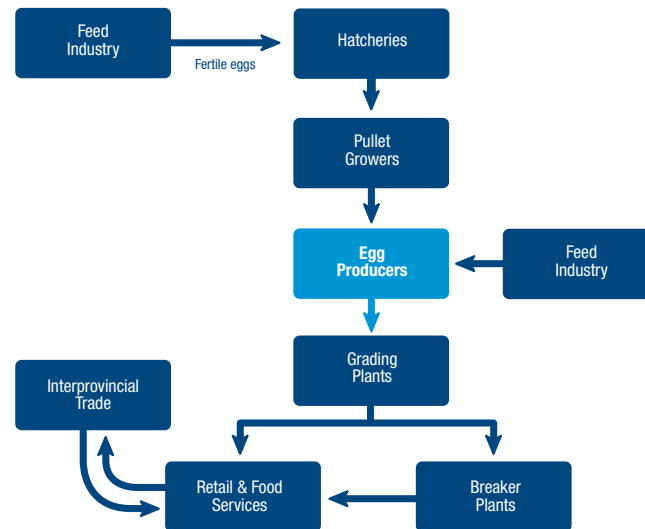 Feed
Industry
Fertile eggs
Hatcheries
Pullet
Growers
Egg
Producers
Feed
Industry
Grading
Plants
Interprovincial
Trade
Retail & Food
Services
Breaker
Plants